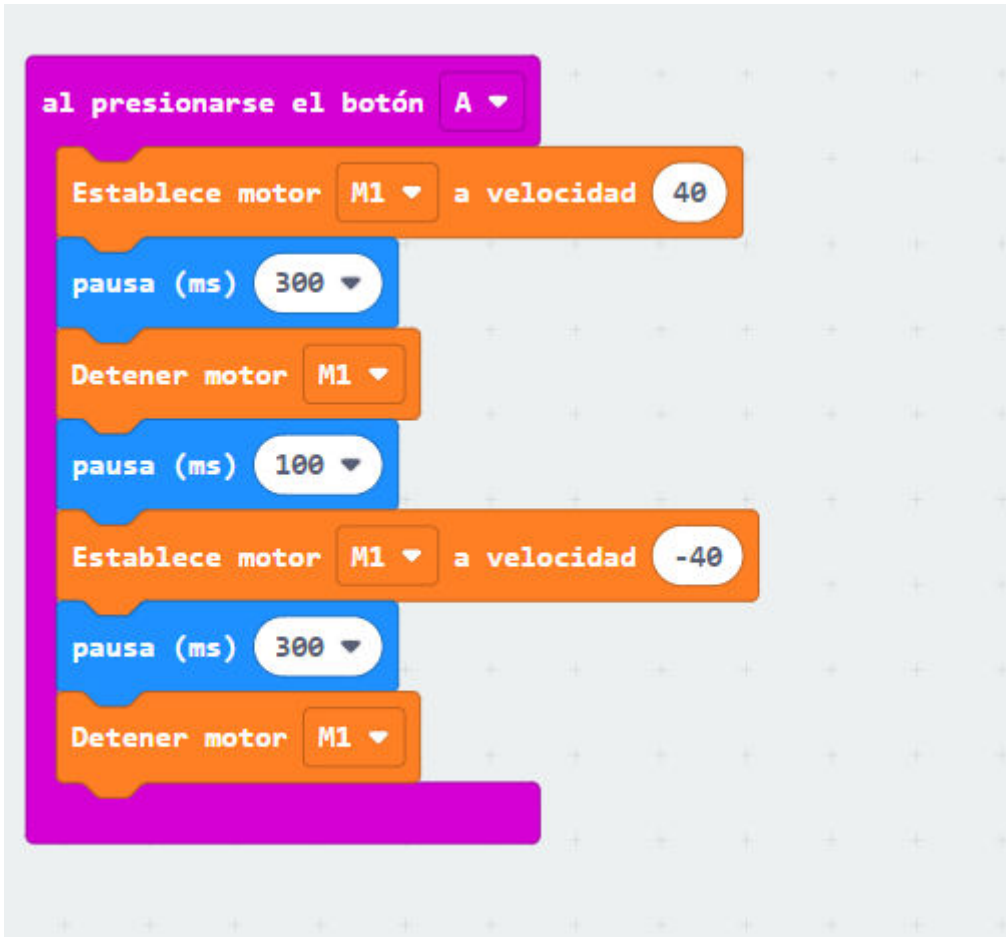 al presionarse el botón A
Establece motor M1 a velocidad 40
pausa (ms) 300
Detener motor M1
pausa (ms) 100
Establece motor M1 a velocidad -40
pausa (ms) 300
Detener motor M1